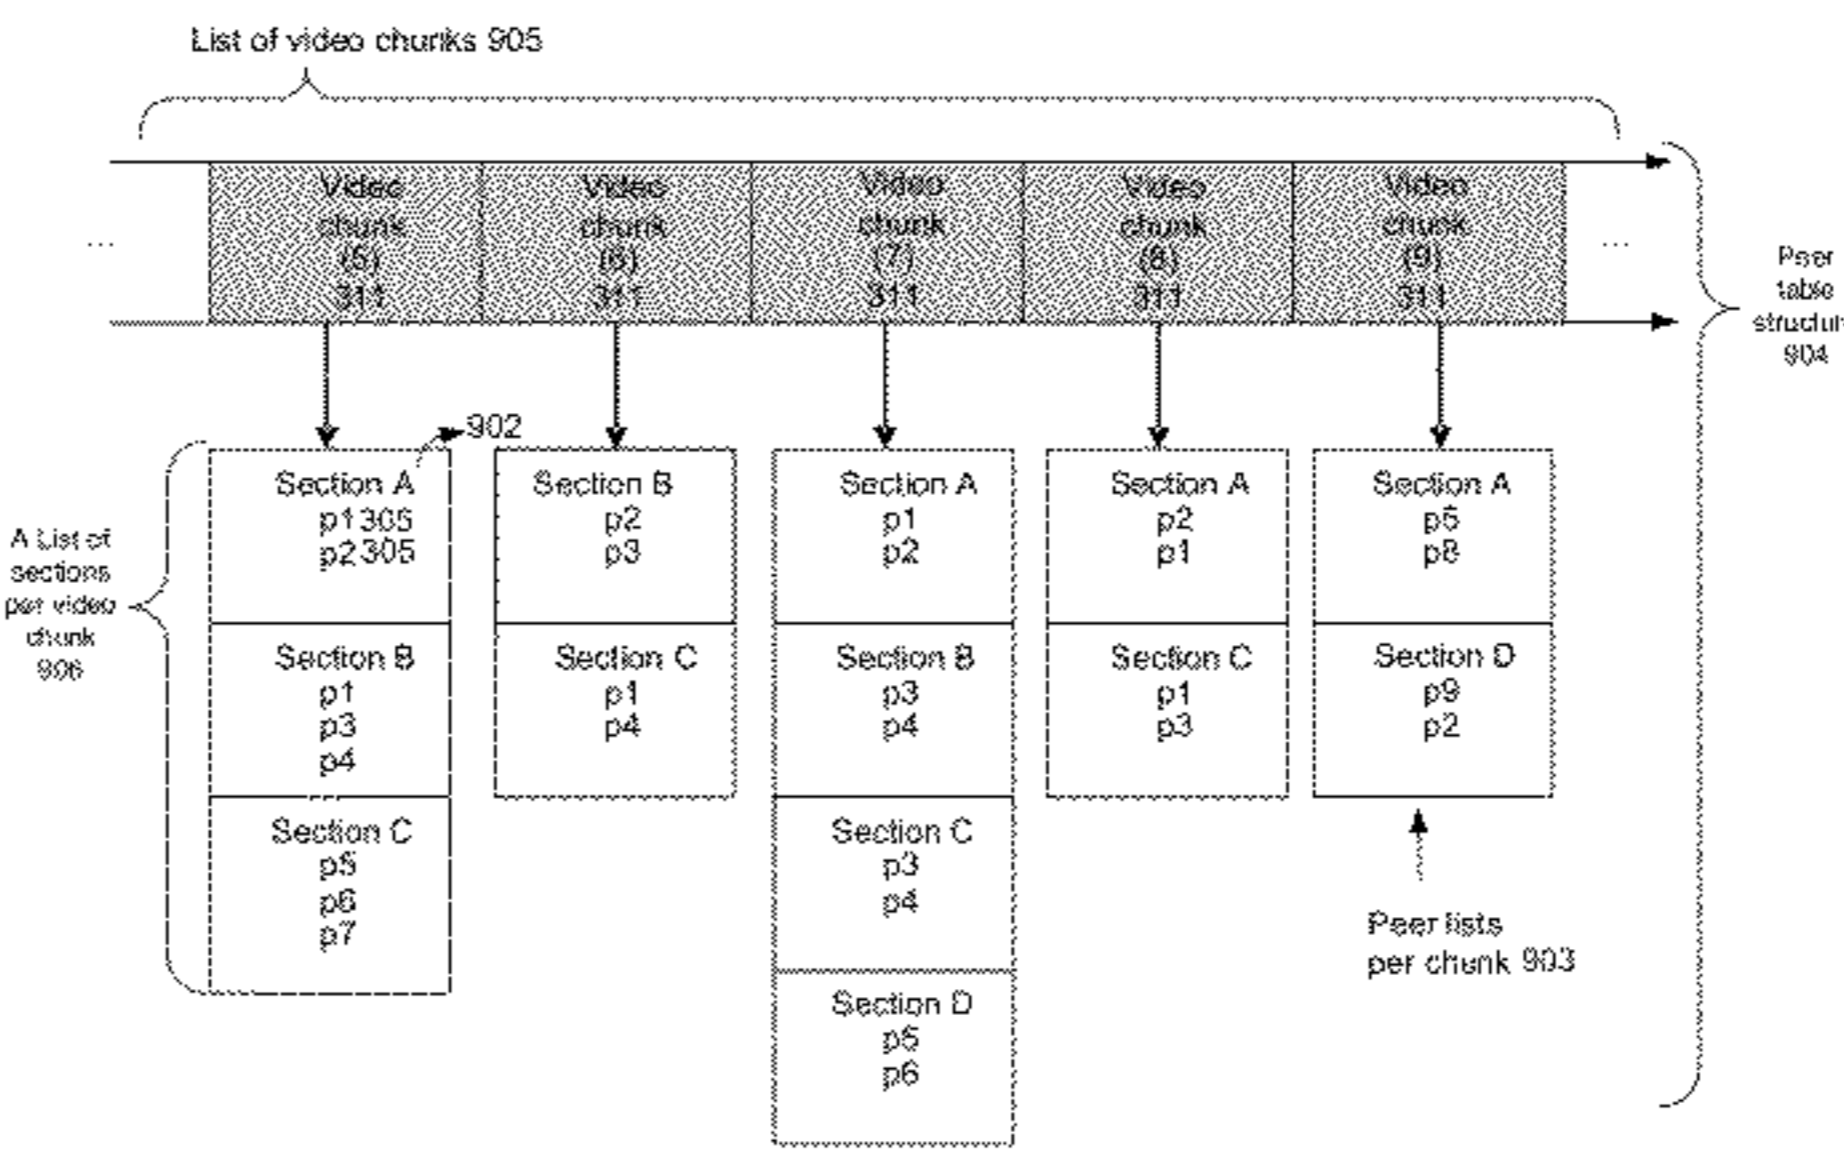 List of video chunks 905
Video
chunk
(5)
311
Video
chunk
(6)
311
Video
chunk
(7)
311
Video
chunk
(8)
311
Video
chunk
(9)
311
...
...
Peer
table
904
902
A List of
sections
per video
chunk
906
Section A
p1 305
p2 305
Section B
p1
p3
p4
Section C
p5
p6
p7
Section B
p2
p3
Section C
p1
p4
Section A
p1
p2
Section B
p3
p4
Section C
p3
p4
Section D
p5
p6
Section A
p2
p1
Section C
p1
p3
Section A
p8
Section D
p9
p2
Peer lists
per chunk 903